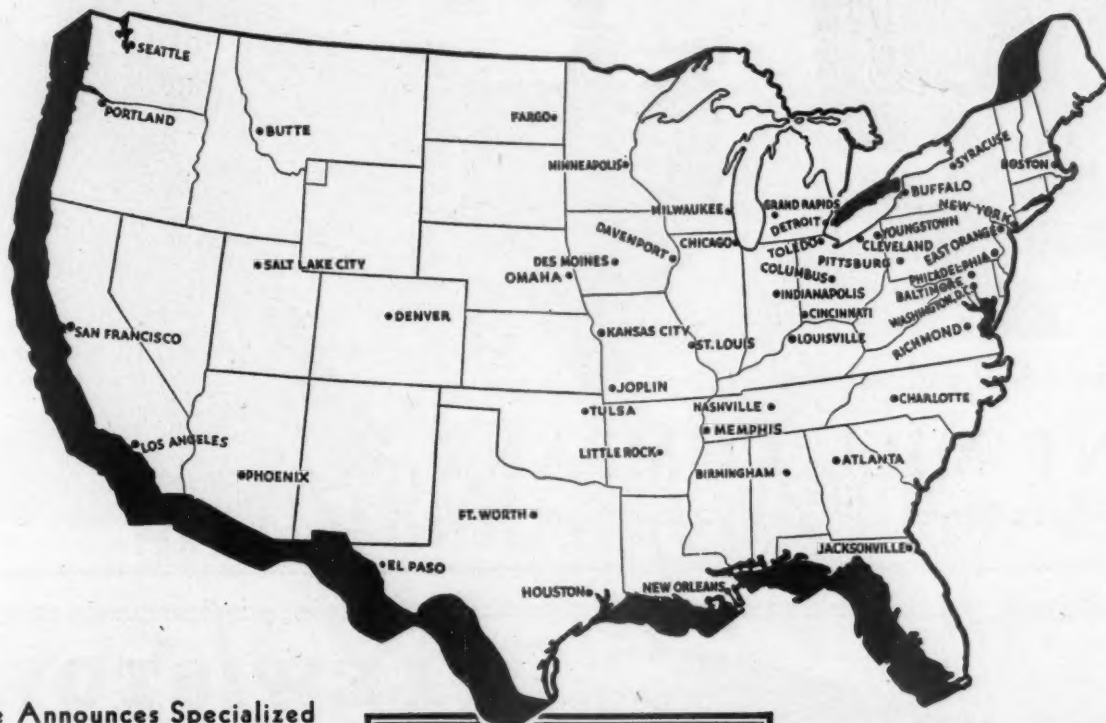 SEATTLE
PORTLAND
BUTTE
FARGO
MINNEAPOLIS
MILWAUKEE
GRAND RAPIDS
DETROIT
SYRACUSE
BOSTON
BUFFALO
NEW YORK
YOUNGSTOWN
EAST ORANGE
CLEVELAND
TOLEDO
PITTSBURG
PHILADELPHIA
BALTIMORE
WASHINGTON, D.C.
CHICAGO
DAVENPORT
DES MOINES
OMAHA
COLUMBUS
INDIANAPOLIS
CINCINNATI
SALT LAKE CITY
DENVER
SAN FRANCISCO
KANSAS CITY
ST. LOUIS
LOUISVILLE
RICHMOND
JOPLIN
TULSA
NASHVILLE
MEMPHIS
CHARLOTTE
LOS ANGELES
PHOENIX
LITTLE ROCK
BIRMINGHAM
ATLANTA
FT. WORTH
EL PASO
HOUSTON
NEW ORLEANS
JACKSONVILLE
Announces Specialized